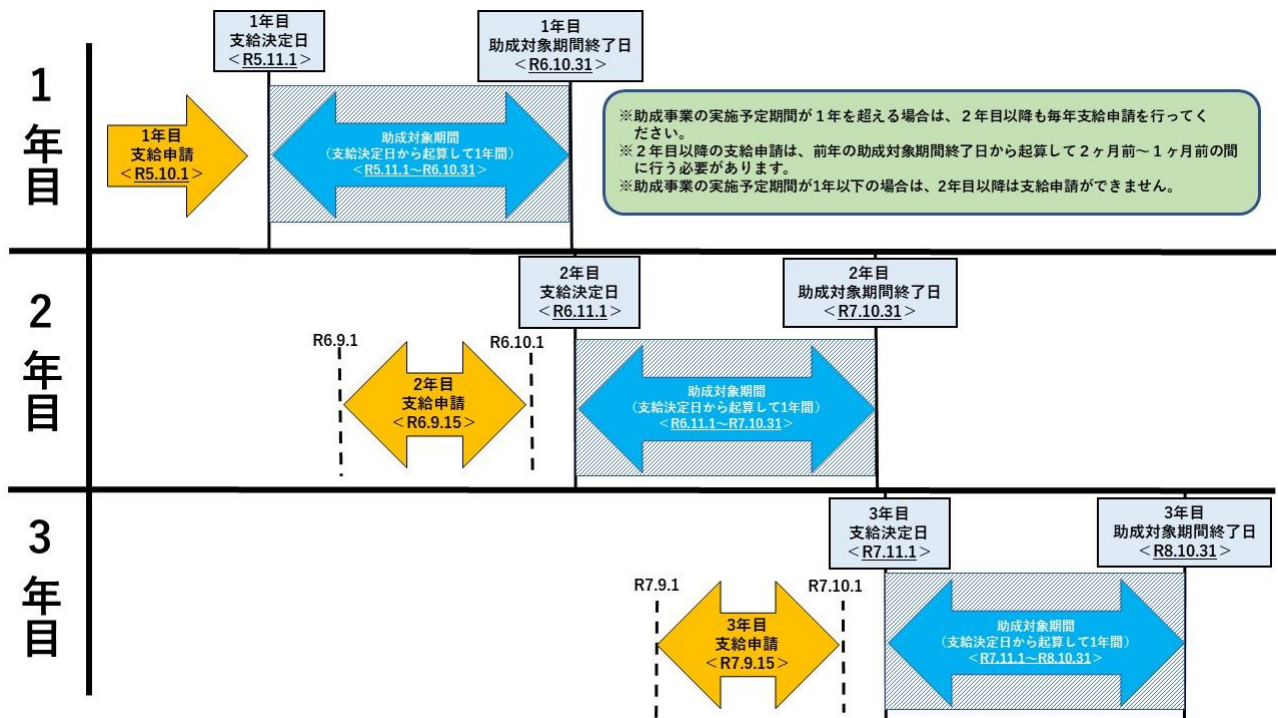 1年目
1年目
支給申請
<R5.10.1>
1年目
支給決定日
<R5.11.1>
1年目
助成対象期間終了日
<R6.10.31>
助成対象期間
（支給決定日から起算して1年間）
<R5.11.1～R6.10.31>
※助成事業の実施予定期間が１年を超える場合は、２年目以降も毎年支給申請を行ってく
ださい。
※２年目以降の支給申請は、前年の助成対象期間終了日から起算して２ヶ月前～１ヶ月前の間
に行う必要があります。
※助成事業の実施予定期間が1年以下の場合は、2年目以降は支給申請ができません。
2年目
R6.9.1
R6.10.1
2年目
支給申請
<R6.9.15>
2年目
支給決定日
<R6.11.1>
2年目
助成対象期間終了日
<R7.10.31>
助成対象期間
（支給決定日から起算して1年間）
<R6.11.1～R7.10.31>
3年目
R7.9.1
R7.10.1
3年目
支給申請
<R7.9.15>
3年目
支給決定日
<R7.11.1>
3年目
助成対象期間終了日
<R8.10.31>
助成対象期間
（支給決定日から起算して1年間）
<R7.11.1～R8.10.31>